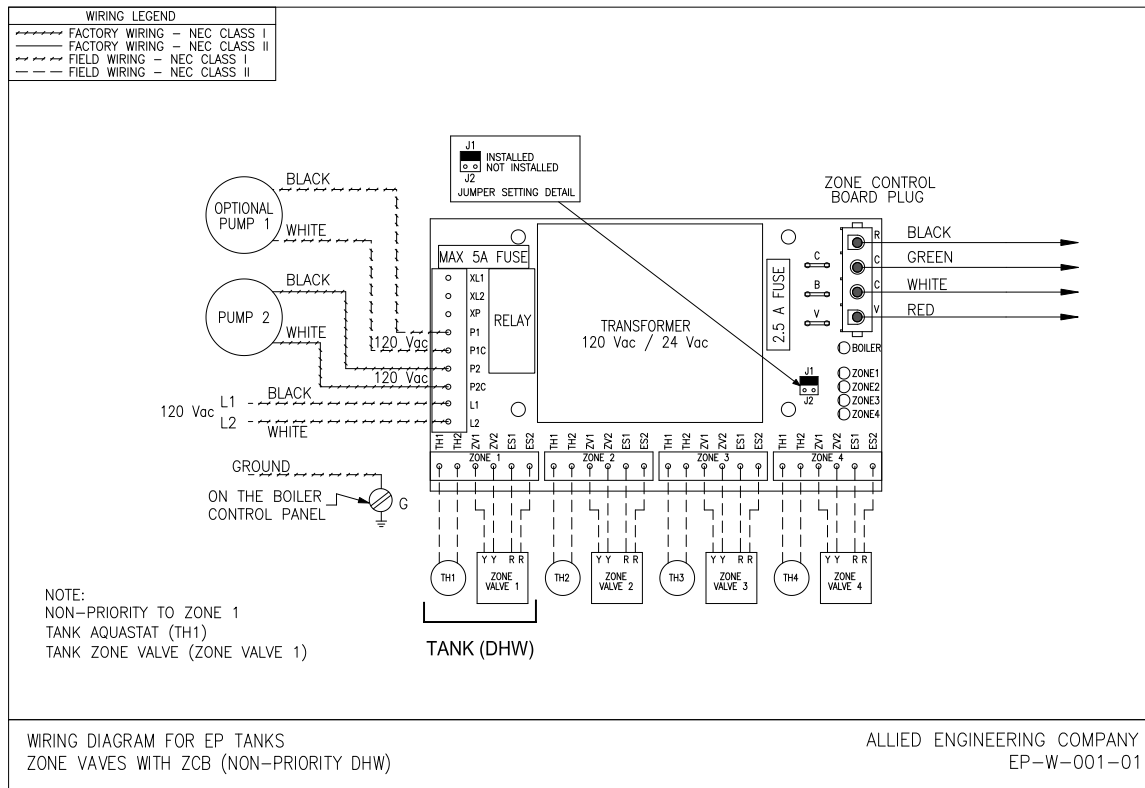 WIRING LEGEND
FACTORY WIRING – NEC CLASS I
FACTORY WIRING – NEC CLASS II
FIELD WIRING – NEC CLASS I
FIELD WIRING – NEC CLASS II
J1
INSTALLED
NOT INSTALLED
J2
JUMPER SETTING DETAIL
ZONE CONTROL
BOARD PLUG
OPTIONAL
PUMP 1
BLACK
WHITE
PUMP 2
BLACK
WHITE
120 Vac
120 Vac
120 Vac
L1
BLACK
L2
WHITE
GROUND
ON THE BOILER
CONTROL PANEL
G
MAX 5A FUSE
XL1
XL2
XP
P1
P1C
P2
P2C
L1
L2
RELAY
TRANSFORMER
120 Vac / 24 Vac
2.5 A FUSE
C
B
V
R
C
C
V
BLACK
GREEN
WHITE
RED
BOILER
J1
J2
ZONE1
ZONE2
ZONE3
ZONE4
TH1 TH2 ZV1 ZV2 ES1 ES2
ZONE 1
TH1 TH2 ZV1 ZV2 ES1 ES2
ZONE 2
TH1 TH2 ZV1 ZV2 ES1 ES2
ZONE 3
TH1 TH2 ZV1 ZV2 ES1 ES2
ZONE 4
TH1
Y Y R R
ZONE
VALVE 1
TH2
Y Y R R
ZONE
VALVE 2
TH3
Y Y R R
ZONE
VALVE 3
TH4
Y Y R R
ZONE
VALVE 4
TANK (DHW)
NOTE:
NON–PRIORITY TO ZONE 1
TANK AQUASTAT (TH1)
TANK ZONE VALVE (ZONE VALVE 1)
WIRING DIAGRAM FOR EP TANKS
ZONE VAVES WITH ZCB (NON–PRIORITY DHW)
ALLIED ENGINEERING COMPANY
EP–W–001–01